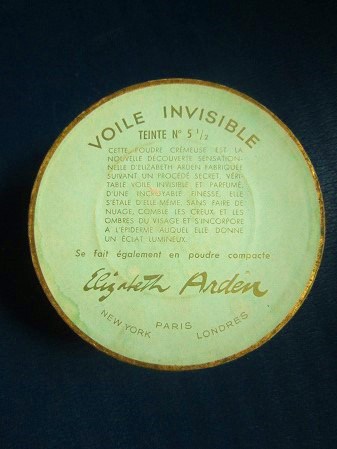 VOILE INVISIBLE
TEINTE N° 5 1/2
CETTE POUDRE CRÉMEUSE EST LA
NOUVELLE DÉCOUVERTE SENSATION-
NELLE D'ELIZABETH ARDEN FABRIQUÉE
SUIVANT UN PROCÉDÉ SECRET. VÉRI-
TABLE VOILE INVISIBLE ET PARFUMÉ,
D'UNE INCROYABLE FINESSE, ELLE
S'ÉTALE D'ELLE-MÊME, SANS FAIRE DE
NUAGE, COMBLE LES CREUX ET LES
OMBRES DU VISAGE ET S'INCORPORE
A L'ÉPIDERME AUQUEL ELLE DONNE
UN ÉCLAT LUMINEUX.
Se fait également en poudre compacte
Elizabeth Arden
NEW YORK PARIS LONDRES